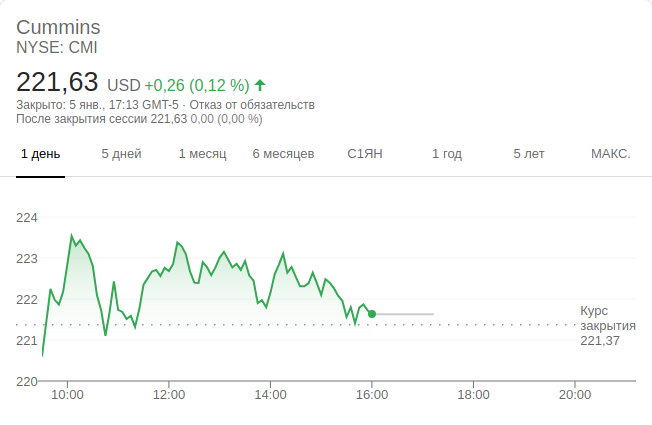 Cummins
NYSE: CMI
221,63 USD +0,26 (0,12 %)
Закрыто: 5 янв., 17:13 GMT-5 · Отказ от обязательств
После закрытия сессии 221,63 0,00 (0,00 %)
1 день 5 дней 1 месяц 6 месяцев С1ЯН 1 год 5 лет МАКС.
224
223
222
Курс
закрытия
221,37
221
220
10:00 12:00 14:00 16:00 18:00 20:00